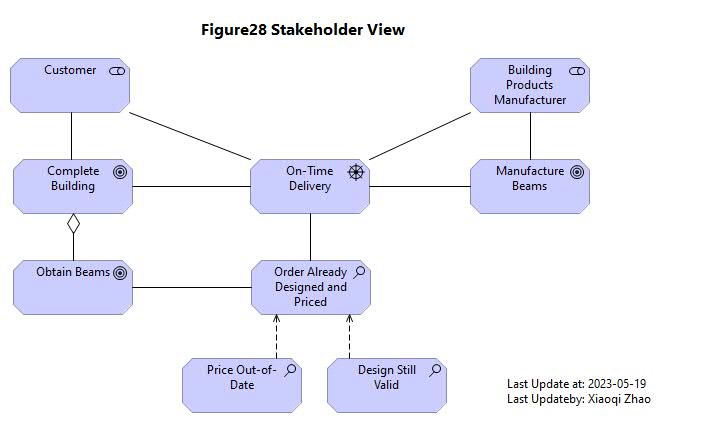 Figure28 Stakeholder View
Customer
Building
Products
Manufacturer
Complete
Building
On-Time
Delivery
Manufacture
Beams
Obtain Beams
Order Already
Designed and
Priced
Price Out-of-
Date
Design Still
Valid
Last Update at: 2023-05-19
Last Updateby: Xiaoqi Zhao